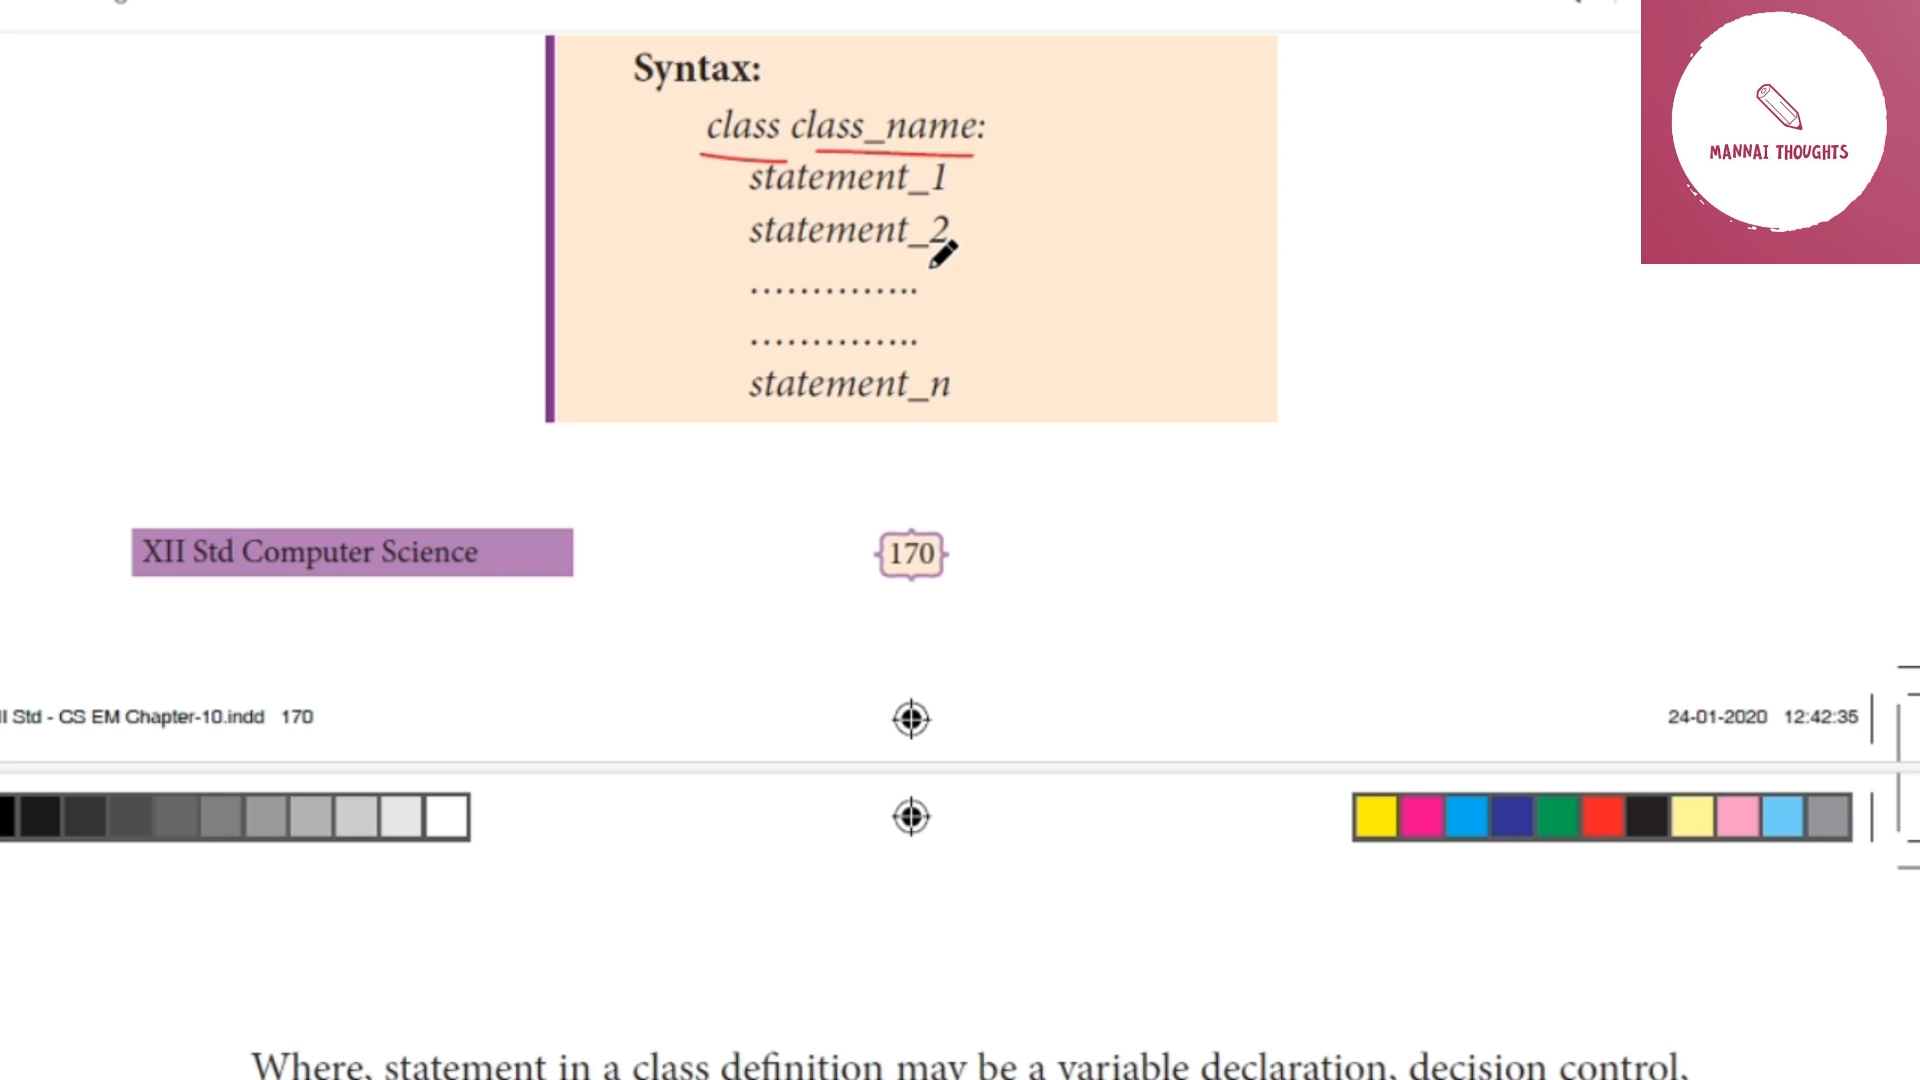 Syntax:
class class_name:
statement_1
statement_2
..............
..............
statement_n
MANNAI THOUGHTS
XII Std Computer Science
170
Std - CS EM Chapter-10.indd 170
24-01-2020 12:42:35
Where, statement in a class definition may be a variable declaration, decision control,